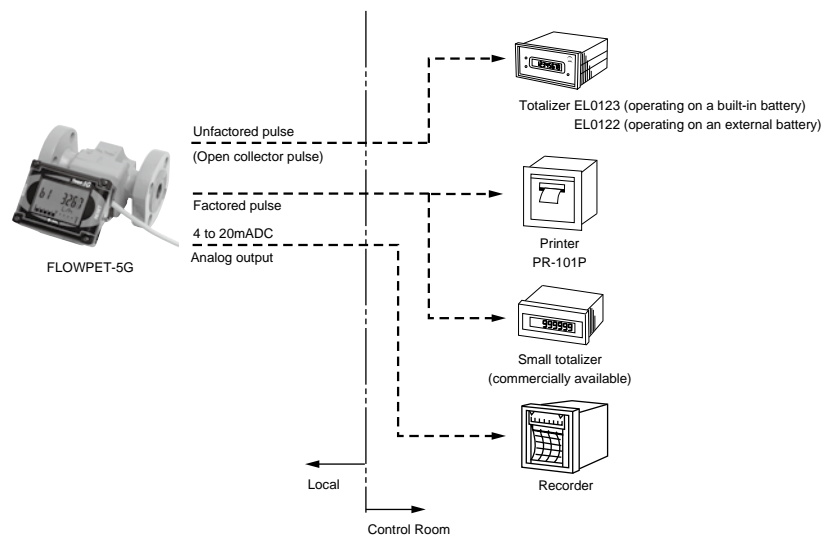 Totalizer EL0123 (operating on a built-in battery)
EL0122 (operating on an external battery)
Unfactored pulse
(Open collector pulse)
Factored pulse
4 to 20mADC
Analog output
FLOWPET-5G
Printer
PR-101P
999999
Small totalizer
(commercially available)
Recorder
Local
Control Room